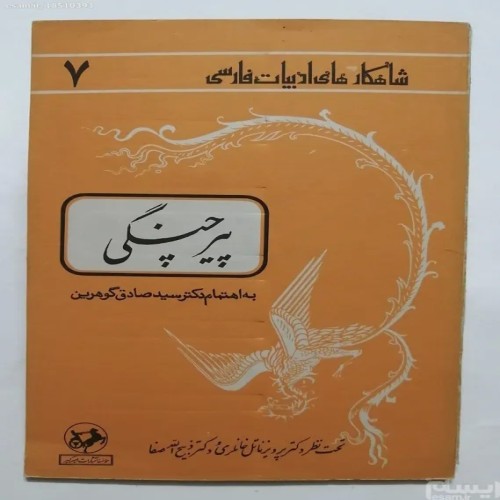 شاهکارهای ادبیات فارسی
۷
پیر چنگی
به اهتمام دکتر سید صادق گوهرین
تحت نظر دکتر پرویز ناتل خانلری و دکتر ذبیح الله صفا